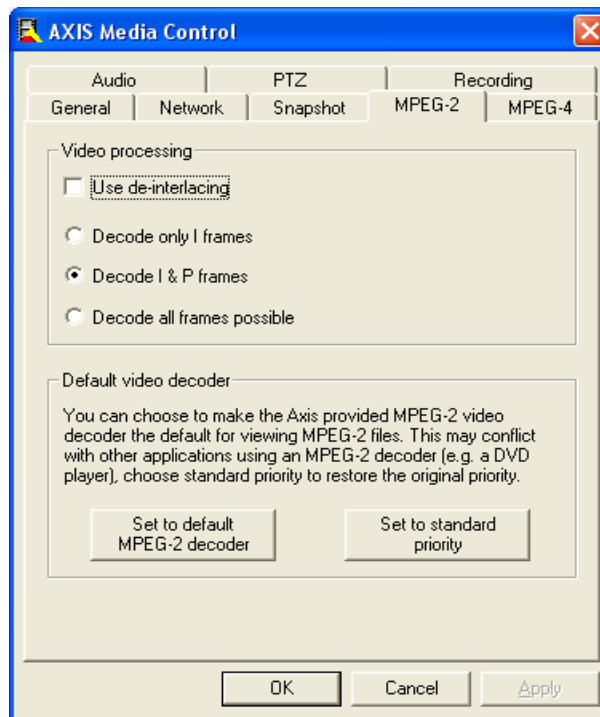 AXIS Media Control
Audio PTZ Recording
General Network Snapshot MPEG-2 MPEG-4
Video processing
Use de-interlacing
Decode only I frames
Decode I & P frames
Decode all frames possible
Default video decoder
You can choose to make the Axis provided MPEG-2 video
decoder the default for viewing MPEG-2 files. This may conflict
with other applications using an MPEG-2 decoder (e.g. a DVD
player), choose standard priority to restore the original priority.
Set to default
MPEG-2 decoder
Set to standard
priority
OK Cancel Apply